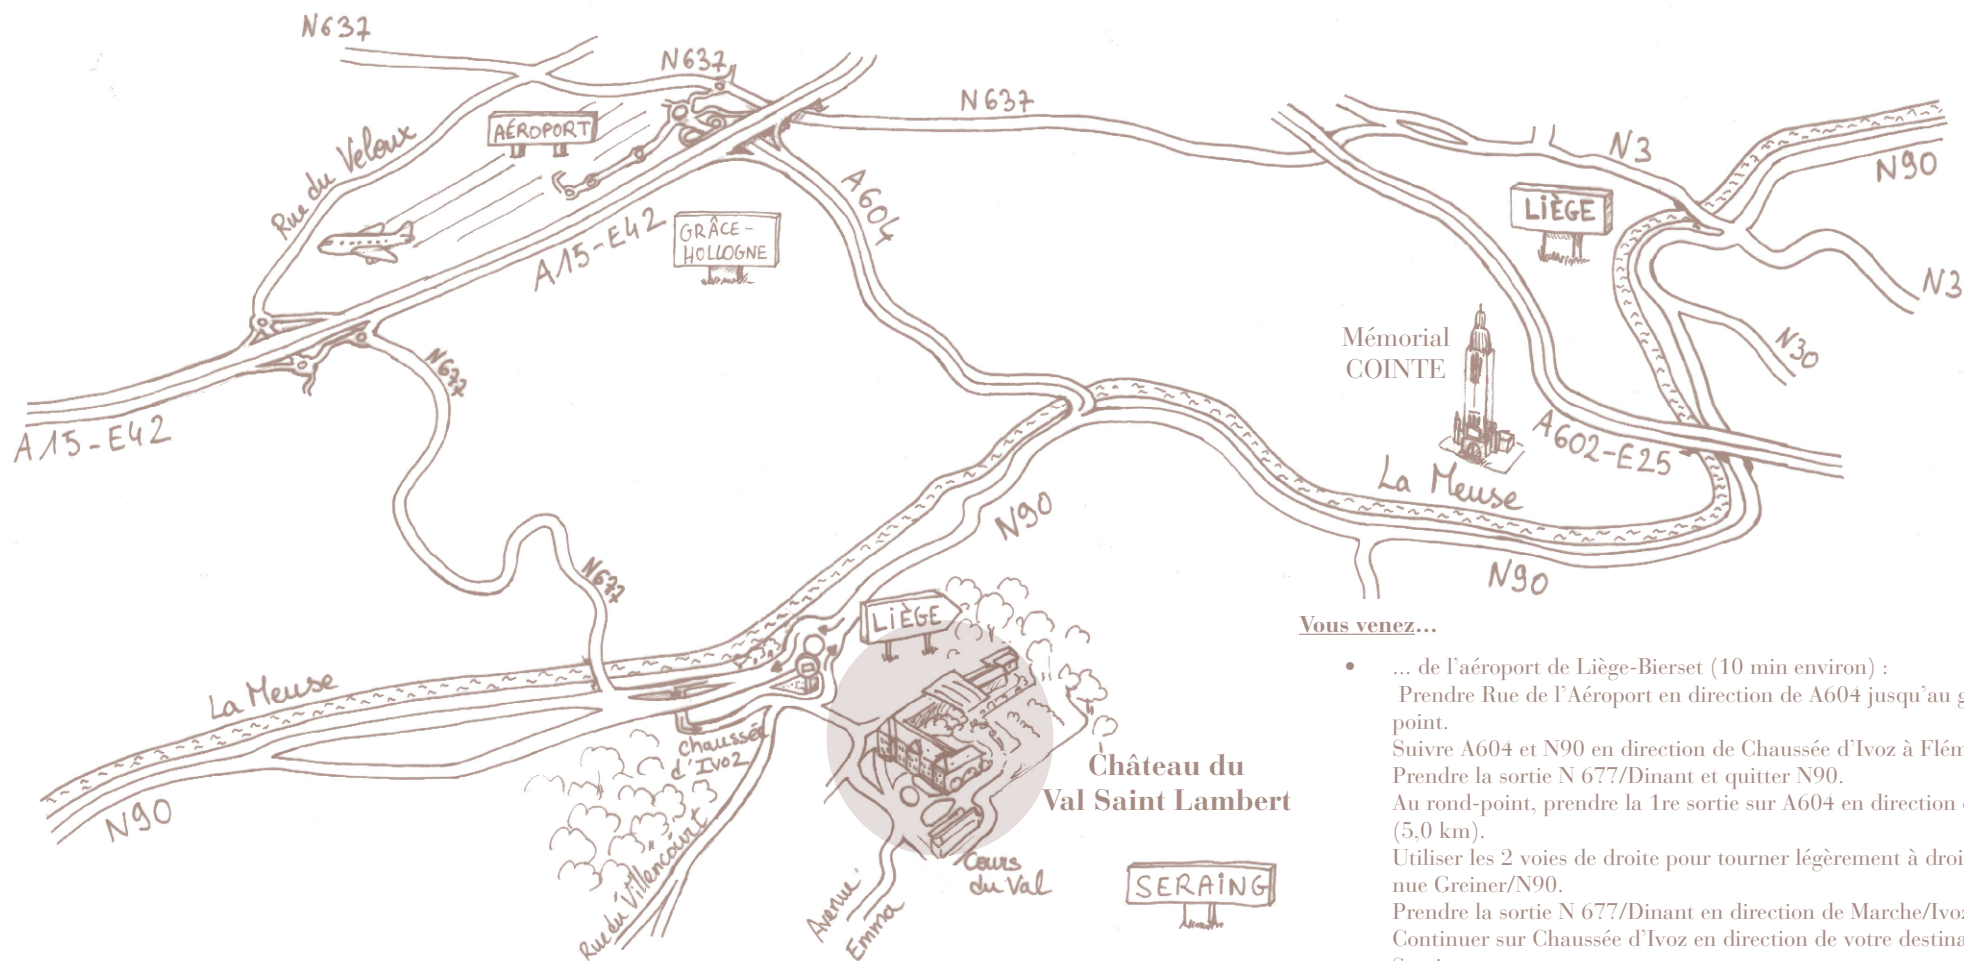 N637
N637
N637
AÉROPORT
Rue du Veloux
N3
N90
LIÈGE
A604
GRÂCE-
HOLLOGNE
A15-E42
N3
Mémorial
COINTE
N30
N677
A15-E42
A602-E25
La Meuse
N90
N90
N677
LIÈGE
La Meuse
chaussée
d'IVOZ
Château du
Val Saint Lambert
N90
Rue du Villencourt
Avenue
Emma
Cours
du Val
SERAING
Vous venez...
• ... de l'aéroport de Liège-Bierset (10 min environ) :
Prendre Rue de l'Aéroport en direction de A604 jusqu'au g
point.
Suivre A604 et N90 en direction de Chaussée d'Ivoz à Flém
Prendre la sortie N 677/Dinant et quitter N90.
Au rond-point, prendre la 1re sortie sur A604 en direction
(5,0 km).
Utiliser les 2 voies de droite pour tourner légèrement à droi
nue Greiner/N90.
Prendre la sortie N 677/Dinant en direction de Marche/Ivoz
Continuer sur Chaussée d'Ivoz en direction de votre destina